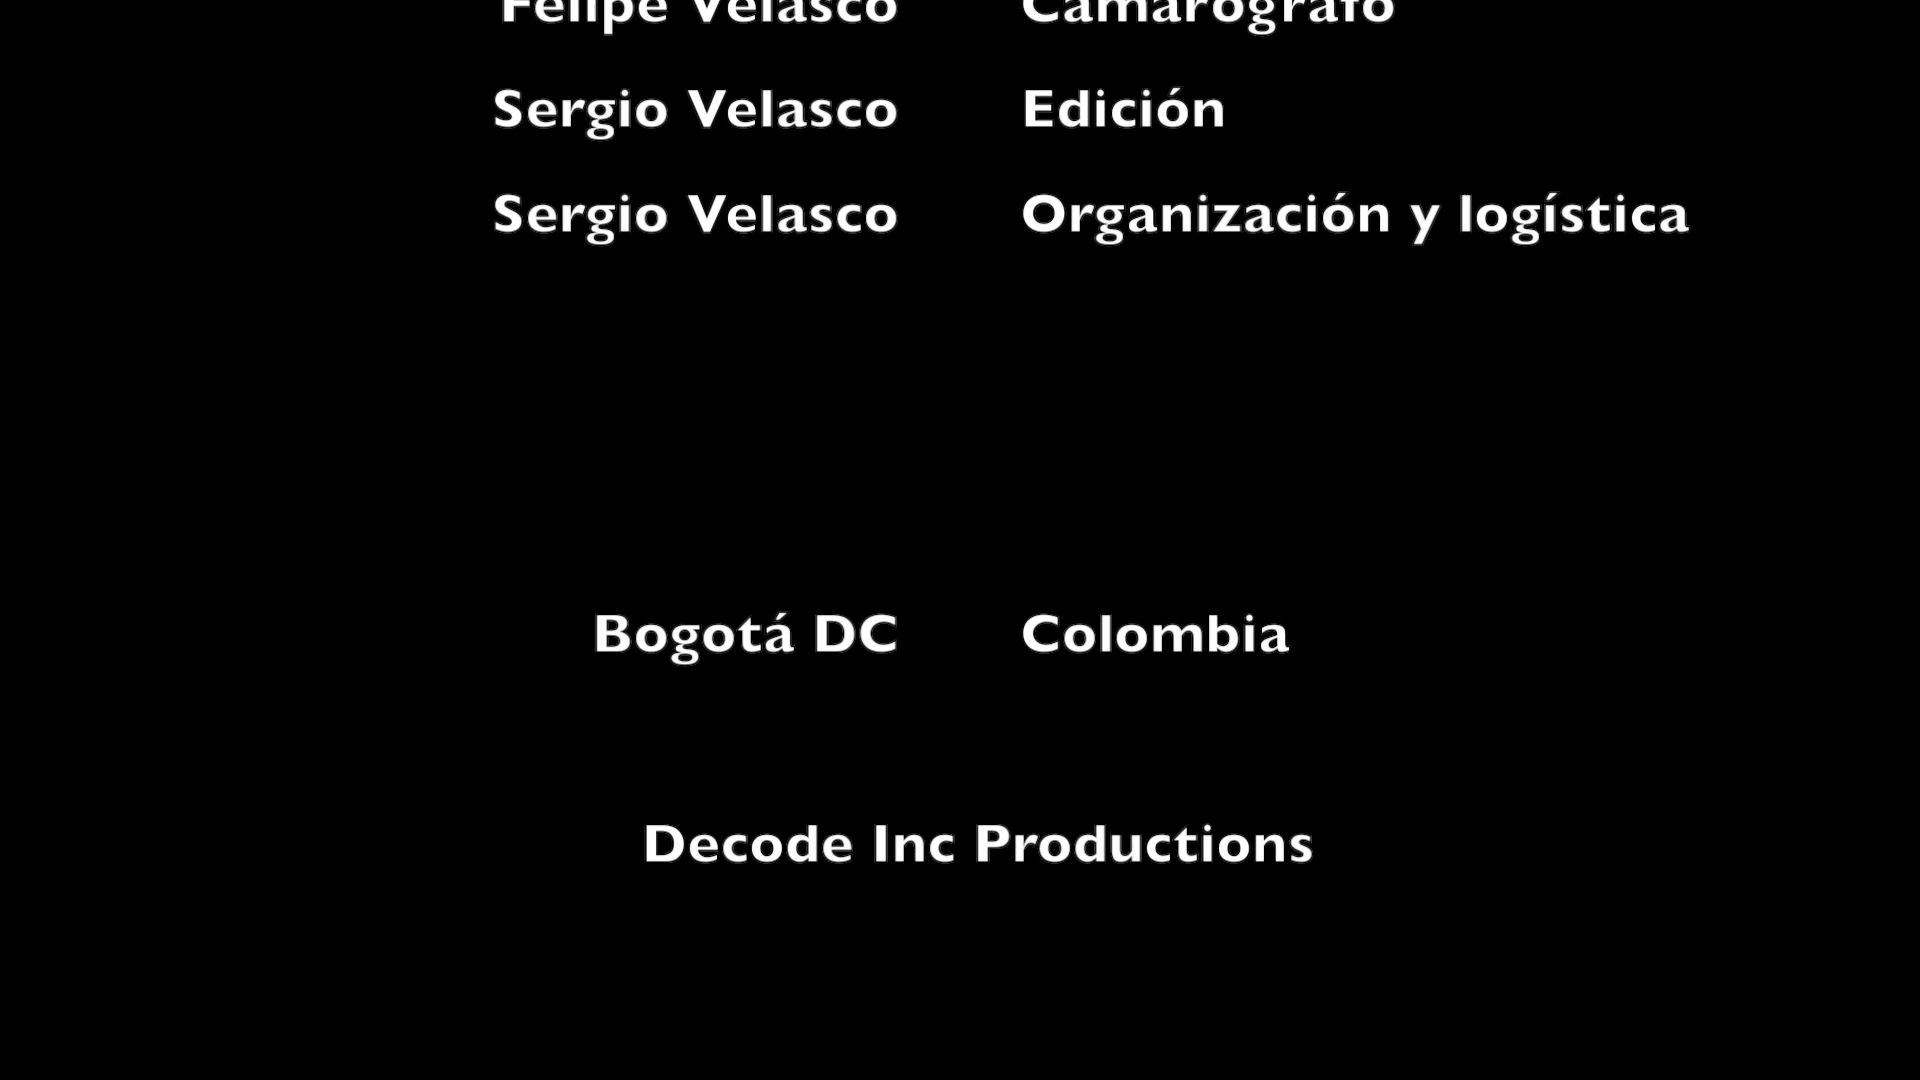 Felipe Velasco Camarógrafo
Sergio Velasco Edición
Sergio Velasco Organización y logística
Bogotá DC Colombia
Decode Inc Productions